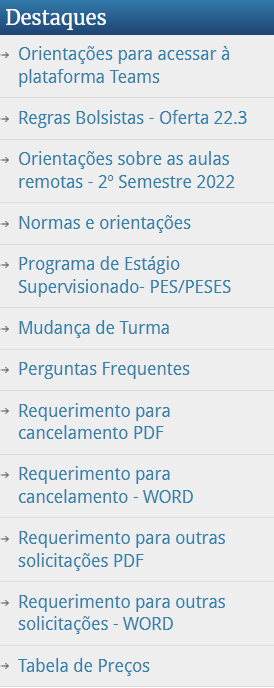 Destaques
Orientações para acessar à
plataforma Teams
Regras Bolsistas - Oferta 22.3
Orientações sobre as aulas
remotas - 2º Semestre 2022
Normas e orientações
Programa de Estágio
Supervisionado- PES/PESES
Mudança de Turma
Perguntas Frequentes
Requerimento para
cancelamento PDF
Requerimento para
cancelamento - WORD
Requerimento para outras
solicitações PDF
Requerimento para outras
solicitações - WORD
Tabela de Preços